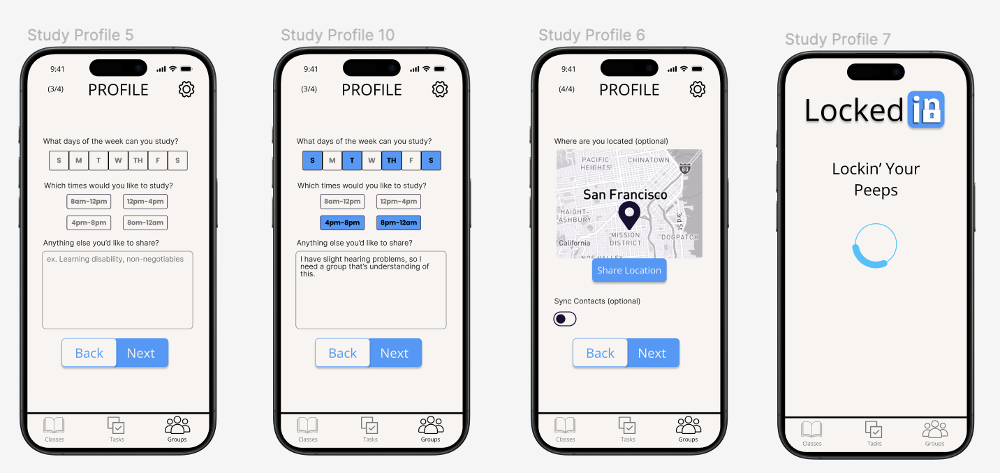 Study Profile 5
9:41
(3/4)
PROFILE
What days of the week can you study?
S M T W TH F S
Which times would you like to study?
8am-12pm 12pm-4pm
4pm-8pm 8om-12am
Anything else you'd like to share?
ex. Learning disability, non-negotiables
Back Next
Classes Tasks Groups
Study Profile 10
9:41
(3/4)
PROFILE
What days of the week can you study?
S M T W TH F S
Which times would you like to study?
8am-12pm 12pm-4pm
4pm-8pm 8pm-12am
Anything else you'd like to share?
I have slight hearing problems, so I
need a group that's understanding of
this.
Back Next
Classes Tasks Groups
Study Profile 6
9:41
(4/4)
PROFILE
Where are you located (optional)
PACIFIC
HEIGHTS
CHINATOWN
80
San Francisco
HAIGHT-
ASHBURY
3rd St
MISSION
DISTRICT
DOGPATCH
California
NOE VALLEY
Share Location
Sync Contacts (optional)
Back Next
Classes Tasks Groups
Study Profile 7
Locked in
Lockin' Your
Peeps
Classes Tasks Groups